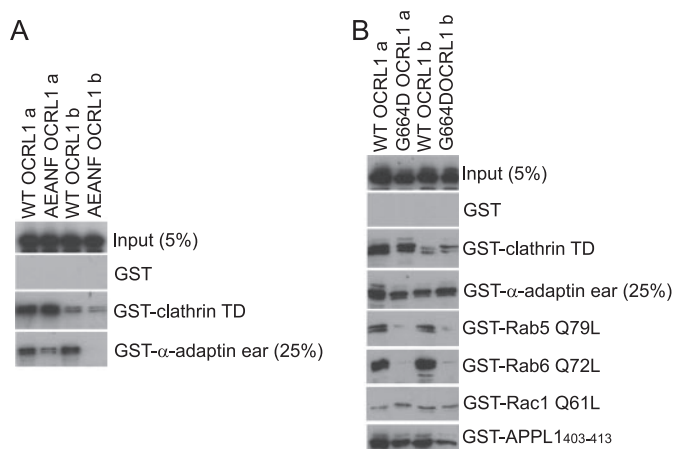 A
WT OCRL1 a
AEANF OCRL1 a
WT OCRL1 b
AEANF OCRL1 b
Input (5%)
GST
GST-clathrin TD
GST-α-adaptin ear (25%)
B
WT OCRL1 a
G664D OCRL1 a
WT OCRL1 b
G664DOCRL1 b
Input (5%)
GST
GST-clathrin TD
GST-α-adaptin ear (25%)
GST-Rab5 Q79L
GST-Rab6 Q72L
GST-Rac1 Q61L
GST-APPL1403-413